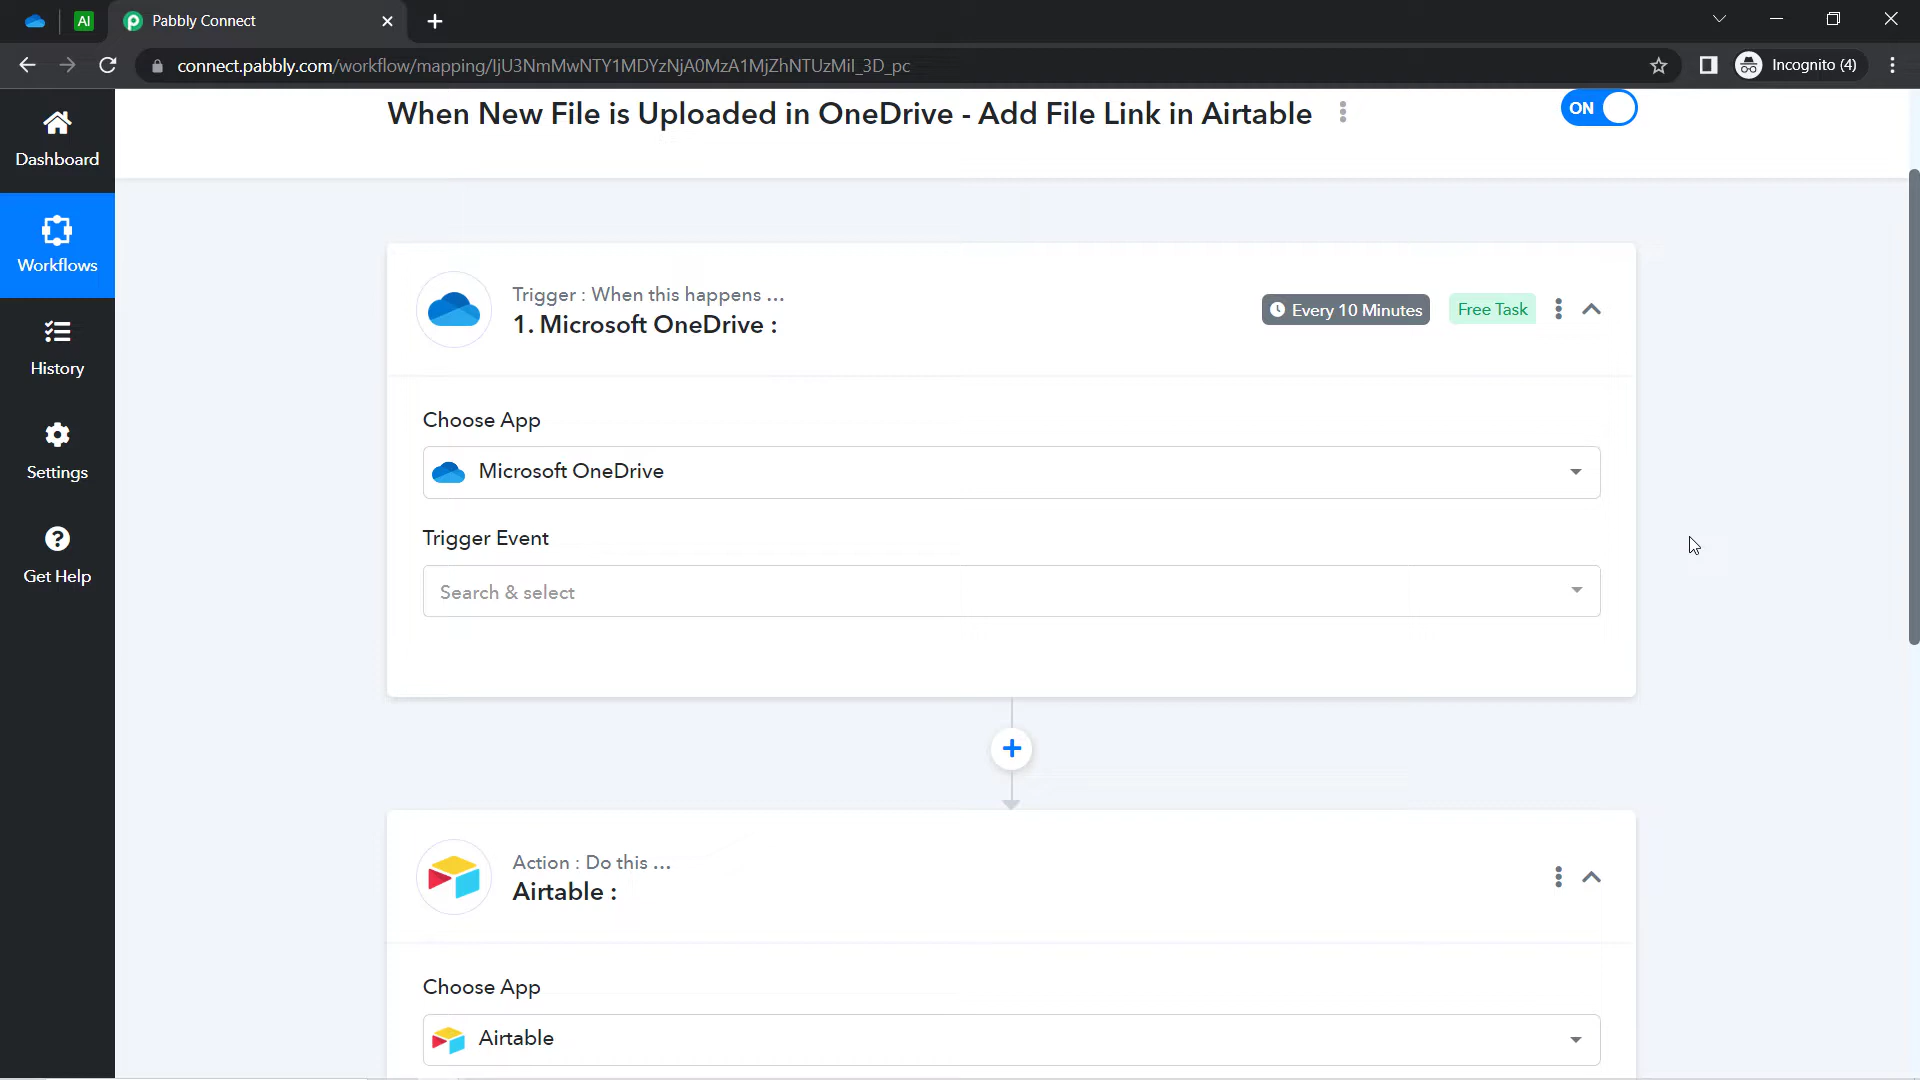 AI
Pabbly Connect
connect.pabbly.com/workflow/mapping/IjU3NmMwNTY1MDYzNjA0MzA1MjZhNTUzMiI_3D_pc
Incognito (4)
When New File is Uploaded in OneDrive - Add File Link in Airtable
ON
Dashboard
Workflows
History
Settings
Get Help
Trigger : When this happens ...
1. Microsoft OneDrive :
Every 10 Minutes
Free Task
Choose App
Microsoft OneDrive
Trigger Event
Search & select
Action : Do this ...
Airtable :
Choose App
Airtable